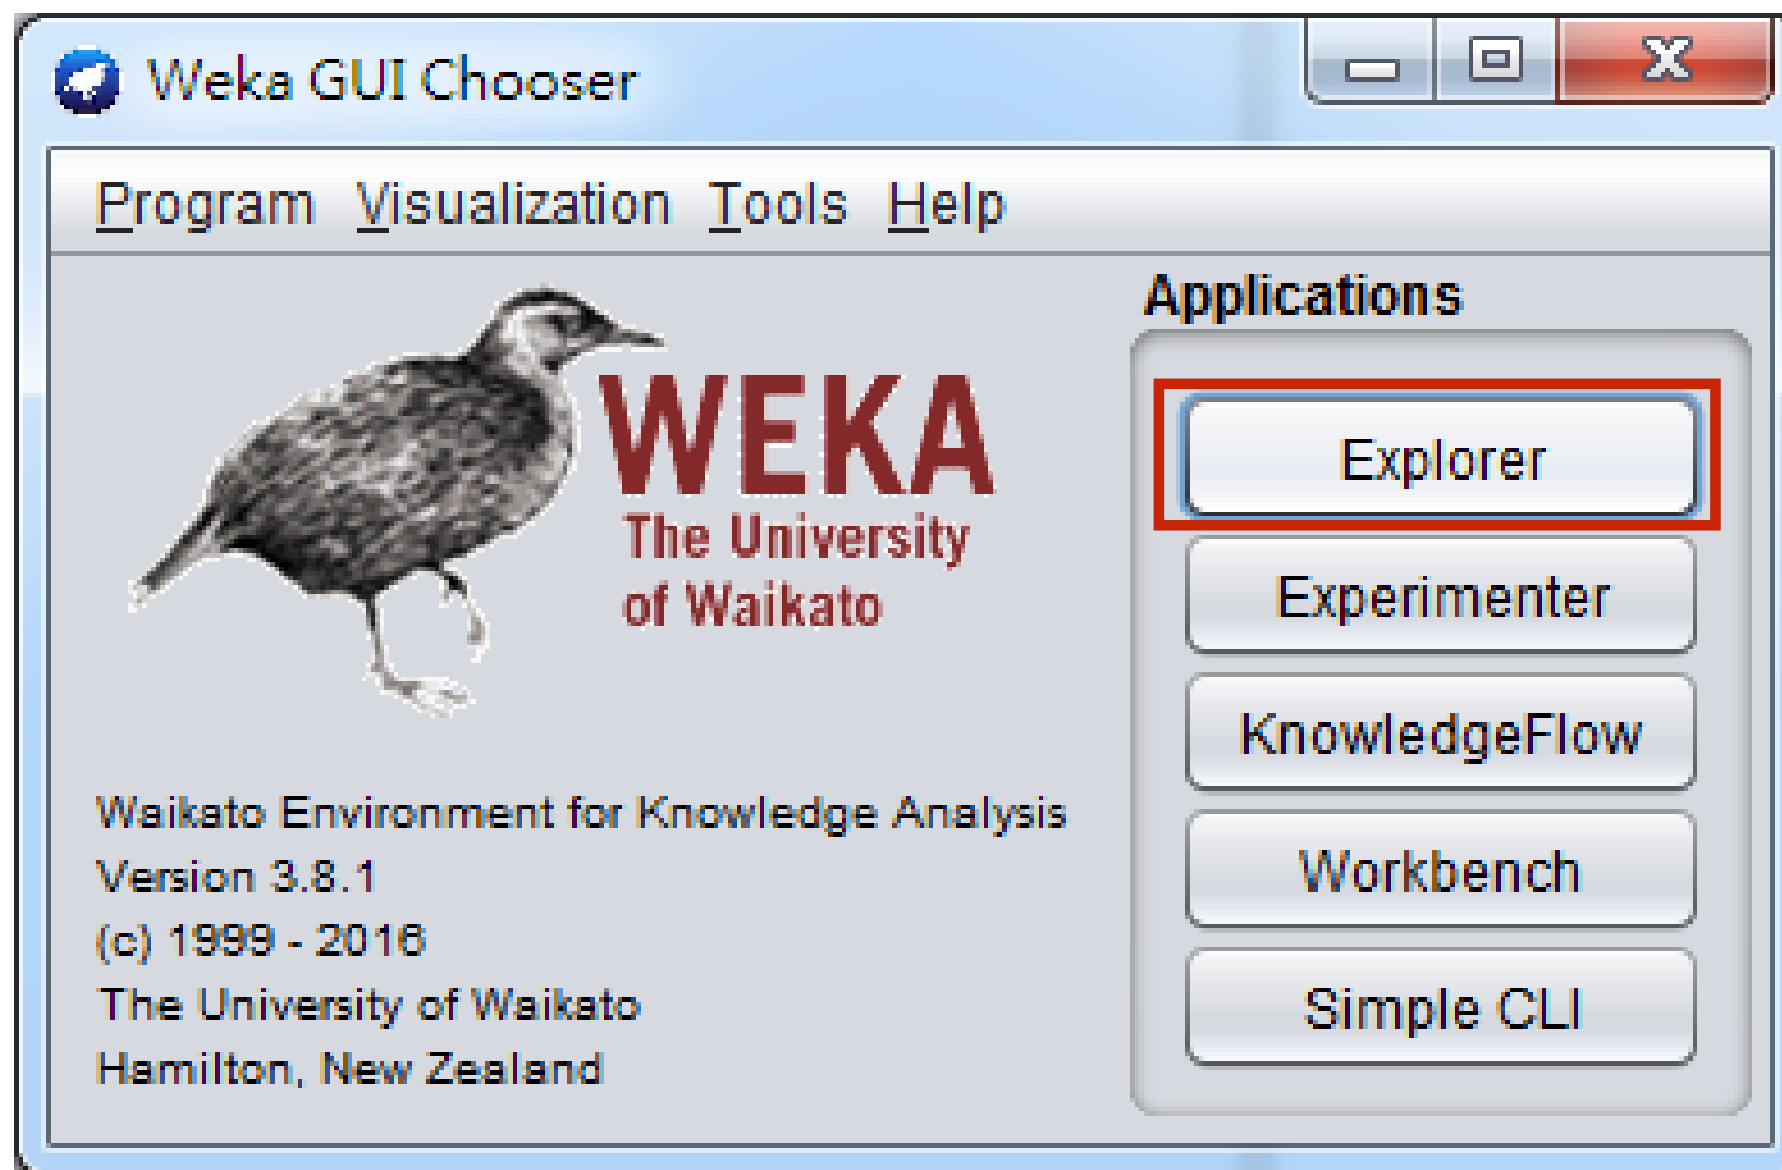 Weka GUI Chooser
Program Visualization Tools Help
WEKA
The University
of Waikato
Waikato Environment for Knowledge Analysis
Version 3.8.1
(c) 1999 - 2016
The University of Waikato
Hamilton, New Zealand
Applications
Explorer
Experimenter
KnowledgeFlow
Workbench
Simple CLI